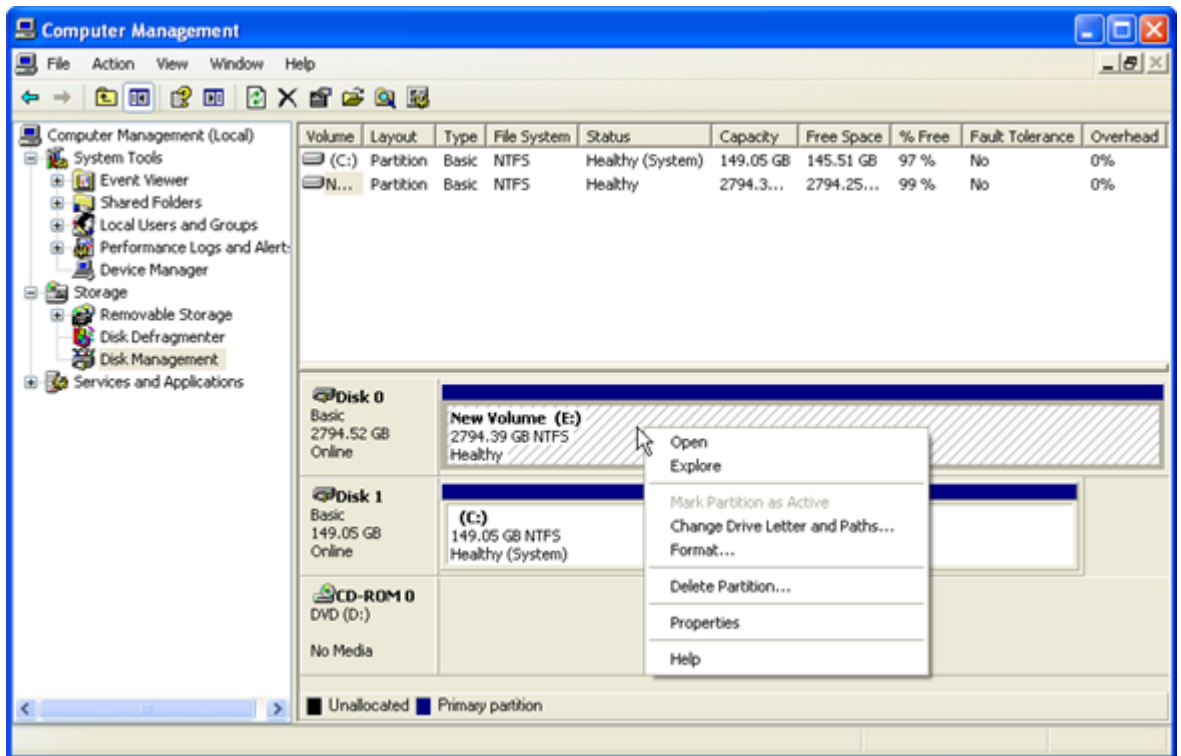 Computer Management
File Action View Window Help
Computer Management (Local)
System Tools
Event Viewer
Shared Folders
Local Users and Groups
Performance Logs and Alert
Device Manager
Storage
Removable Storage
Disk Defragmenter
Disk Management
Services and Applications
Volume Layout Type File System Status Capacity Free Space % Free Fault Tolerance Overhead
(C:) Partition Basic NTFS Healthy (System) 149.05 GB 145.51 GB 97 % No 0%
N... Partition Basic NTFS Healthy 2794.3... 2794.25... 99 % No 0%
Disk 0
Basic
2794.52 GB
Online
New Volume (E:)
2794.39 GB NTFS
Healthy
Disk 1
Basic
149.05 GB
Online
(C:)
149.05 GB NTFS
Healthy (System)
CD-ROM 0
DVD (D:)
No Media
Open
Explore
Mark Partition as Active
Change Drive Letter and Paths...
Format...
Delete Partition...
Properties
Help
Unallocated Primary partition